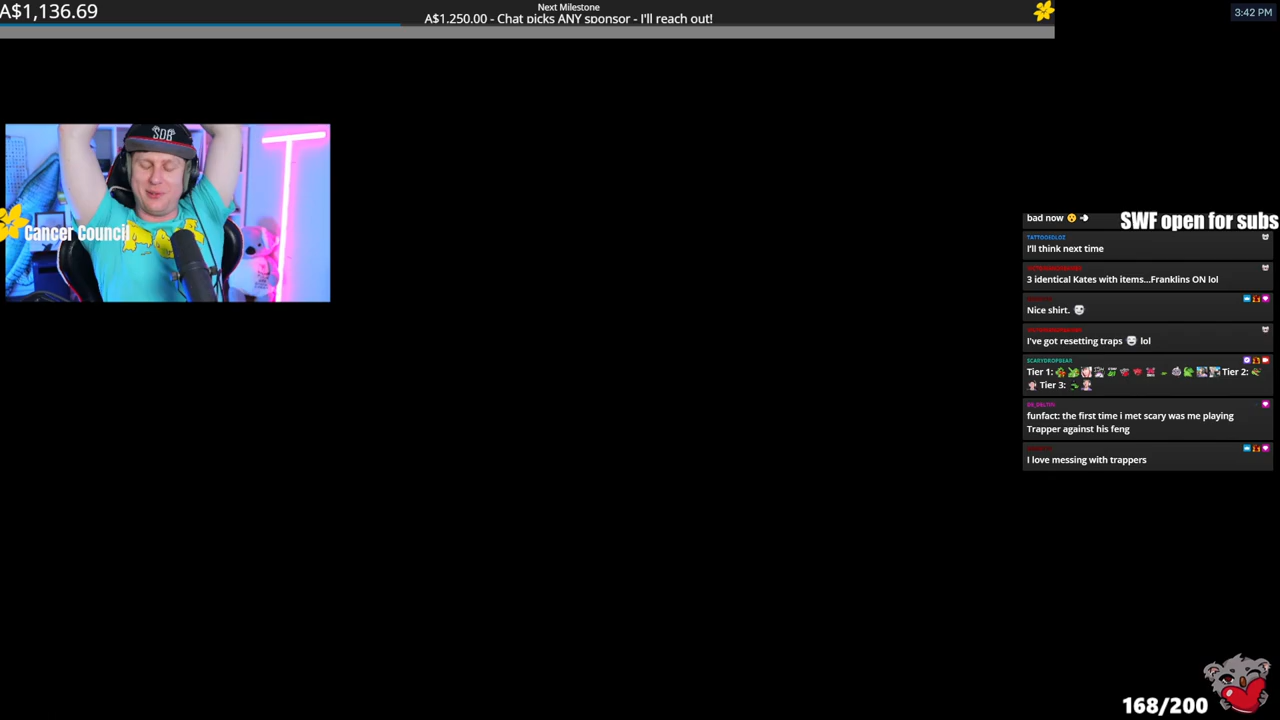 A$1,136.69
Next Milestone
A$1.250.00 - Chat picks ANY sponsor - I'll reach out!
3:42 PM
SDB
Cancer Council
bad now
SWF open for subs
TATTOOEDLOZ
I'll think next time
3 identical Kates with items...Franklins ON lol
Nice shirt.
I've got resetting traps lol
SCARYDROPBEAR
Tier 1: Tier 2:
Tier 3:
funfact: the first time i met scary was me playing
Trapper against his feng
I love messing with trappers
168/200